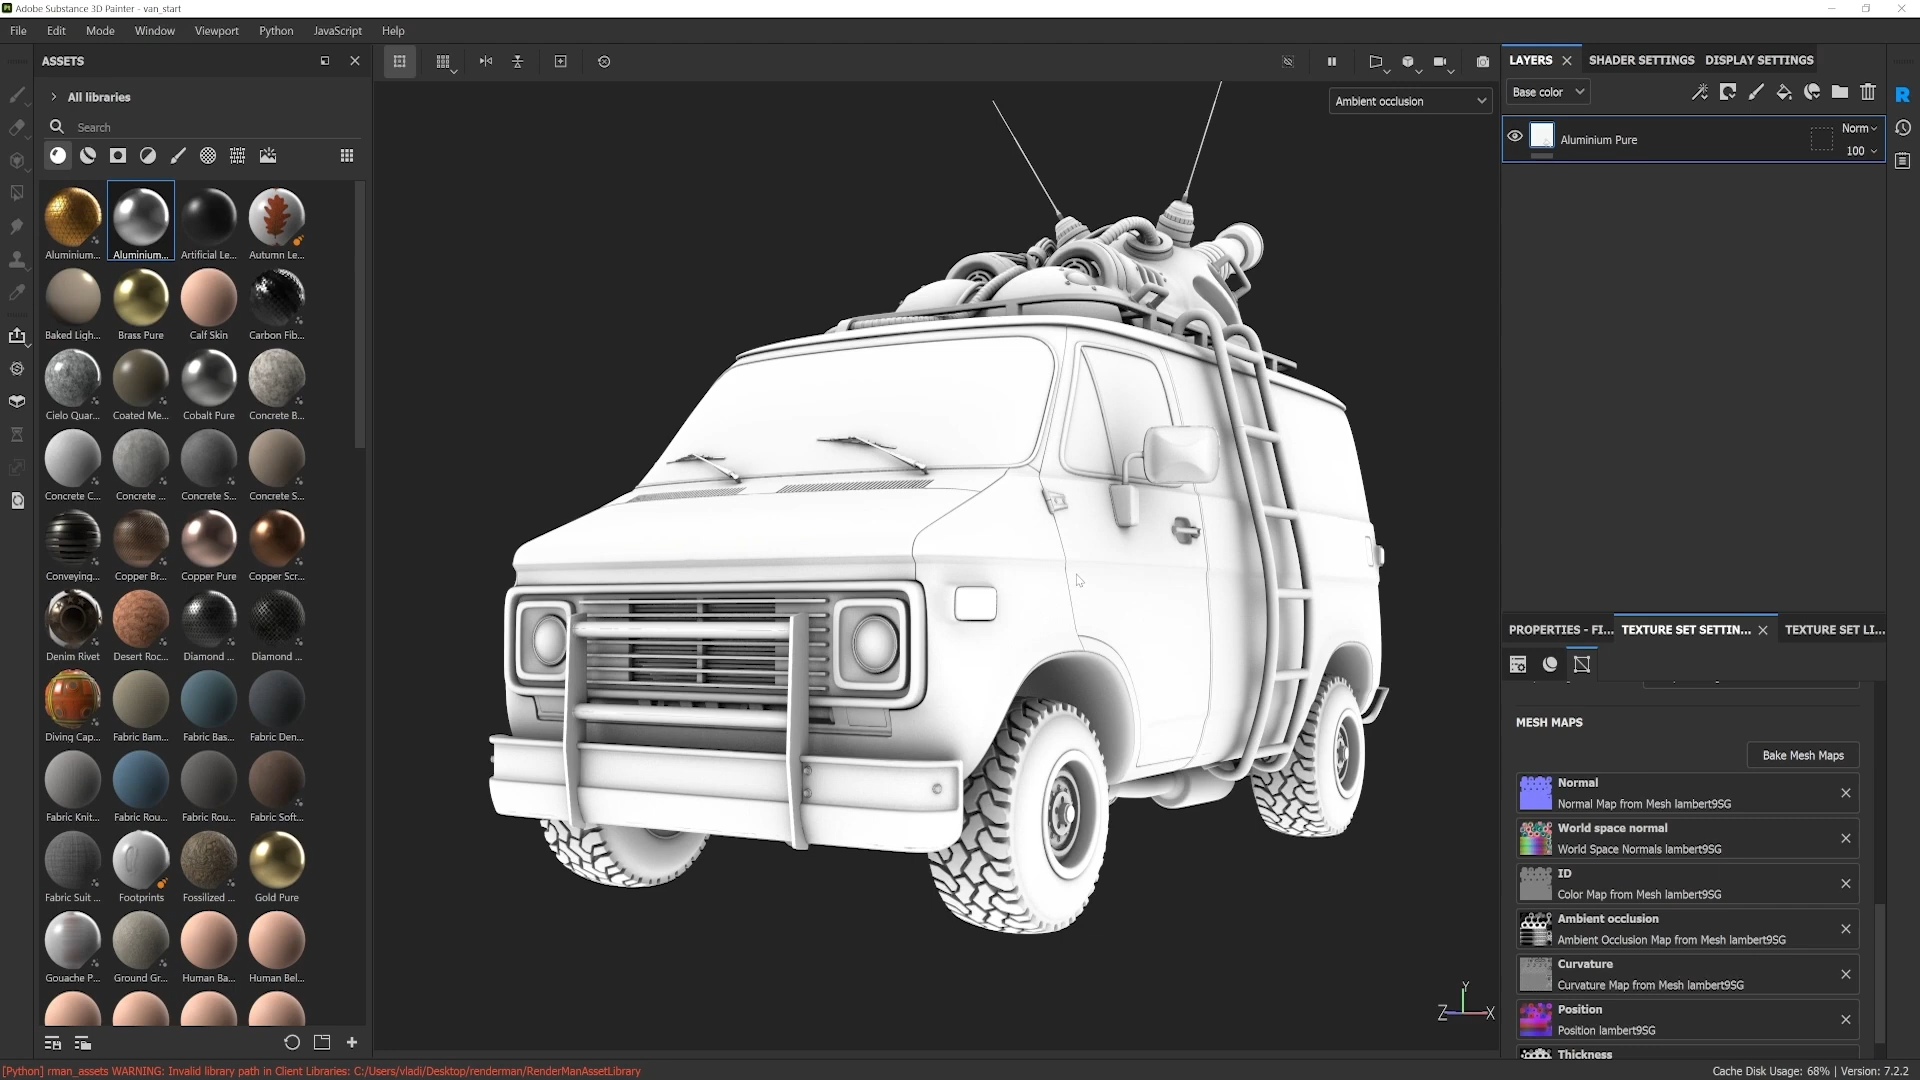 Adobe Substance 3D Painter - van_start
File Edit Mode Window Viewport Python JavaScript Help
ASSETS
All libraries
Search
Aluminium... Aluminium... Artificial Le... Autumn Le...
Baked Ligh... Brass Pure Calf Skin Carbon Fib...
Cielo Quar... Coated Me... Cobalt Pure Concrete B...
Concrete C... Concrete ... Concrete S... Concrete S...
Conveying... Copper Br... Copper Pure Copper Scr...
Denim Rivet Desert Roc... Diamond ... Diamond ...
Diving Cap... Fabric Bam... Fabric Bas... Fabric Den...
Fabric Knit... Fabric Rou... Fabric Rou... Fabric Soft...
Fabric Suit ... Footprints Fossilized ... Gold Pure
Gouache P... Ground Gr... Human Ba... Human Bel...
Ambient occlusion
Y
Z X
LAYERS SHADER SETTINGS DISPLAY SETTINGS
Base color
Aluminium Pure
Norm
100
R
PROPERTIES - FI... TEXTURE SET SETTIN... TEXTURE SET LI...
MESH MAPS
Bake Mesh Maps
Normal
Normal Map from Mesh lambert9SG
World space normal
World Space Normals lambert9SG
ID
Color Map from Mesh lambert9SG
Ambient occlusion
Ambient Occlusion Map from Mesh lambert9SG
Curvature
Curvature Map from Mesh lambert9SG
Position
Position lambert9SG
Thickness
[Python] rman_assets WARNING: Invalid library path in Client Libraries: C:/Users/vladi/Desktop/renderman/RenderManAssetLibrary
Cache Disk Usage: 68% | Version: 7.2.2